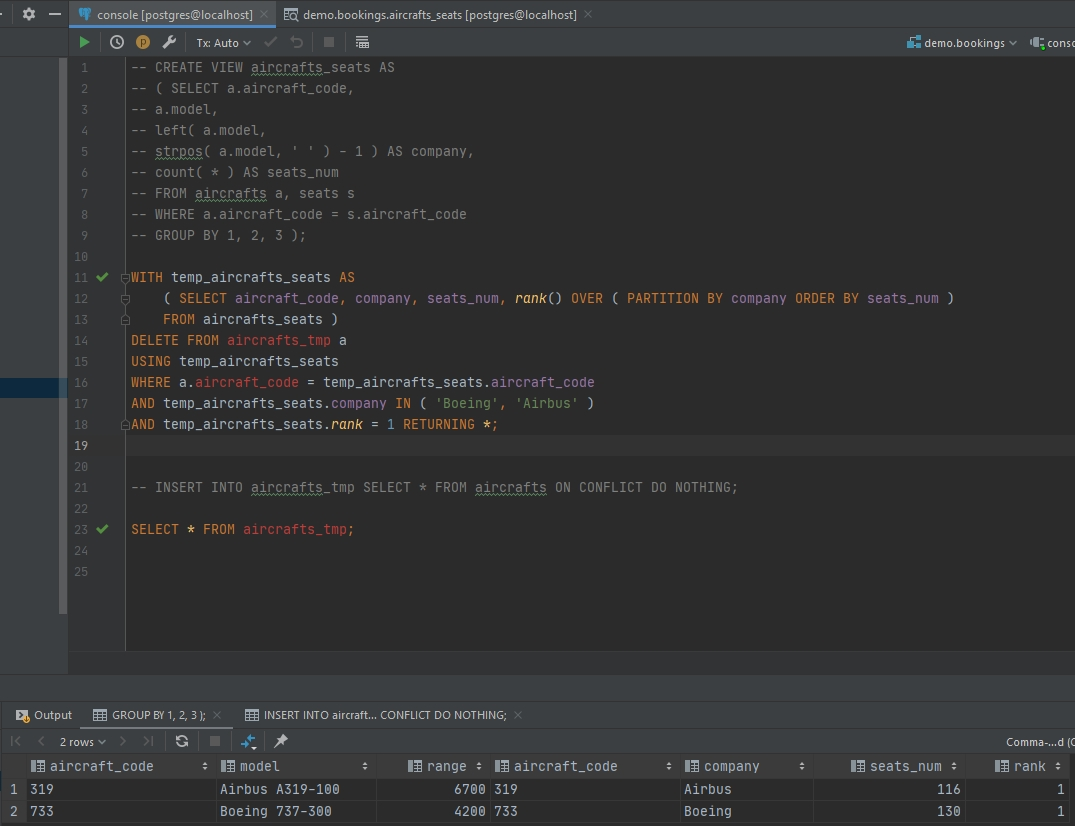 console [postgres@localhost]
demo.bookings.aircrafts_seats [postgres@localhost]
Tx: Auto
demo.bookings
1 -- CREATE VIEW aircrafts_seats AS
2 -- ( SELECT a.aircraft_code,
3 -- a.model,
4 -- left( a.model,
5 -- strpos( a.model, ' ' ) - 1 ) AS company,
6 -- count( * ) AS seats_num
7 -- FROM aircrafts a, seats s
8 -- WHERE a.aircraft_code = s.aircraft_code
9 -- GROUP BY 1, 2, 3 );
10
11 WITH temp_aircrafts_seats AS
12 ( SELECT aircraft_code, company, seats_num, rank() OVER ( PARTITION BY company ORDER BY seats_num )
13 FROM aircrafts_seats )
14 DELETE FROM aircrafts_tmp a
15 USING temp_aircrafts_seats
16 WHERE a.aircraft_code = temp_aircrafts_seats.aircraft_code
17 AND temp_aircrafts_seats.company IN ( 'Boeing', 'Airbus' )
18 AND temp_aircrafts_seats.rank = 1 RETURNING *;
19
20
21 -- INSERT INTO aircrafts_tmp SELECT * FROM aircrafts ON CONFLICT DO NOTHING;
22
23 SELECT * FROM aircrafts_tmp;
24
25
Output
GROUP BY 1, 2, 3 );
INSERT INTO aircraft... CONFLICT DO NOTHING;
2 rows
Comma-...d (
aircraft_code model range aircraft_code company seats_num rank
1 319 Airbus A319-100 6700 319 Airbus 116 1
2 733 Boeing 737-300 4200 733 Boeing 130 1